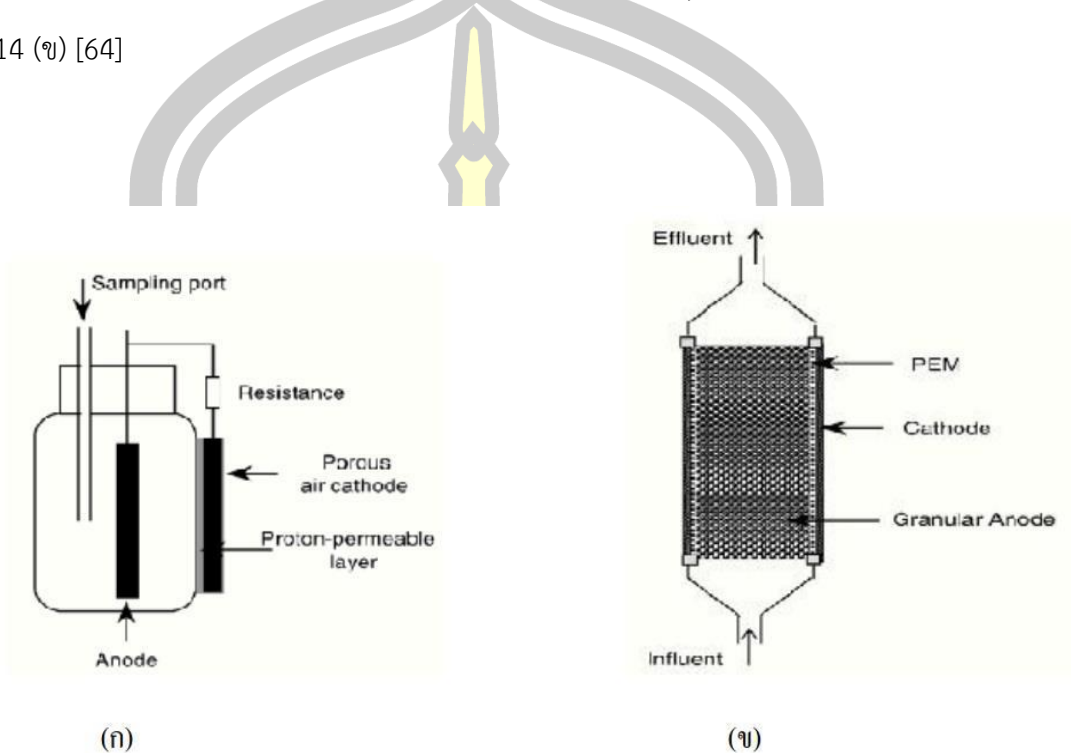 14 (ข) [64]
Sampling port
Resistance
Porous
air cathode
Proton-permeable
layer
Anode
(ก)
Effluent
PEM
Cathode
Granular Anode
Influent
(ข)